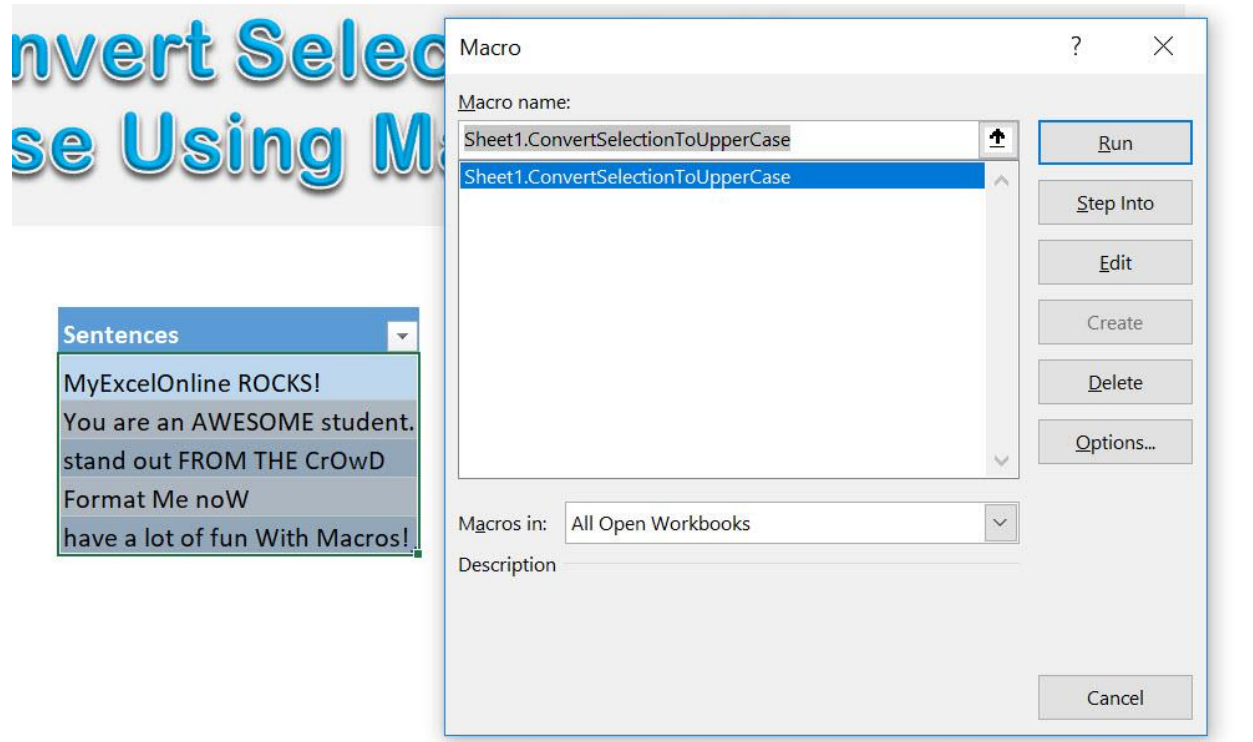 nvert Selec
se Using M
Macro
?
Macro name:
Sheet1.ConvertSelectionToUpperCase
Sheet1.ConvertSelectionToUpperCase
Run
Step Into
Edit
Create
Delete
Options...
Macros in: All Open Workbooks
Description
Cancel
Sentences
MyExcelOnline ROCKS!
You are an AWESOME student.
stand out FROM THE CrOwD
Format Me noW
have a lot of fun With Macros!